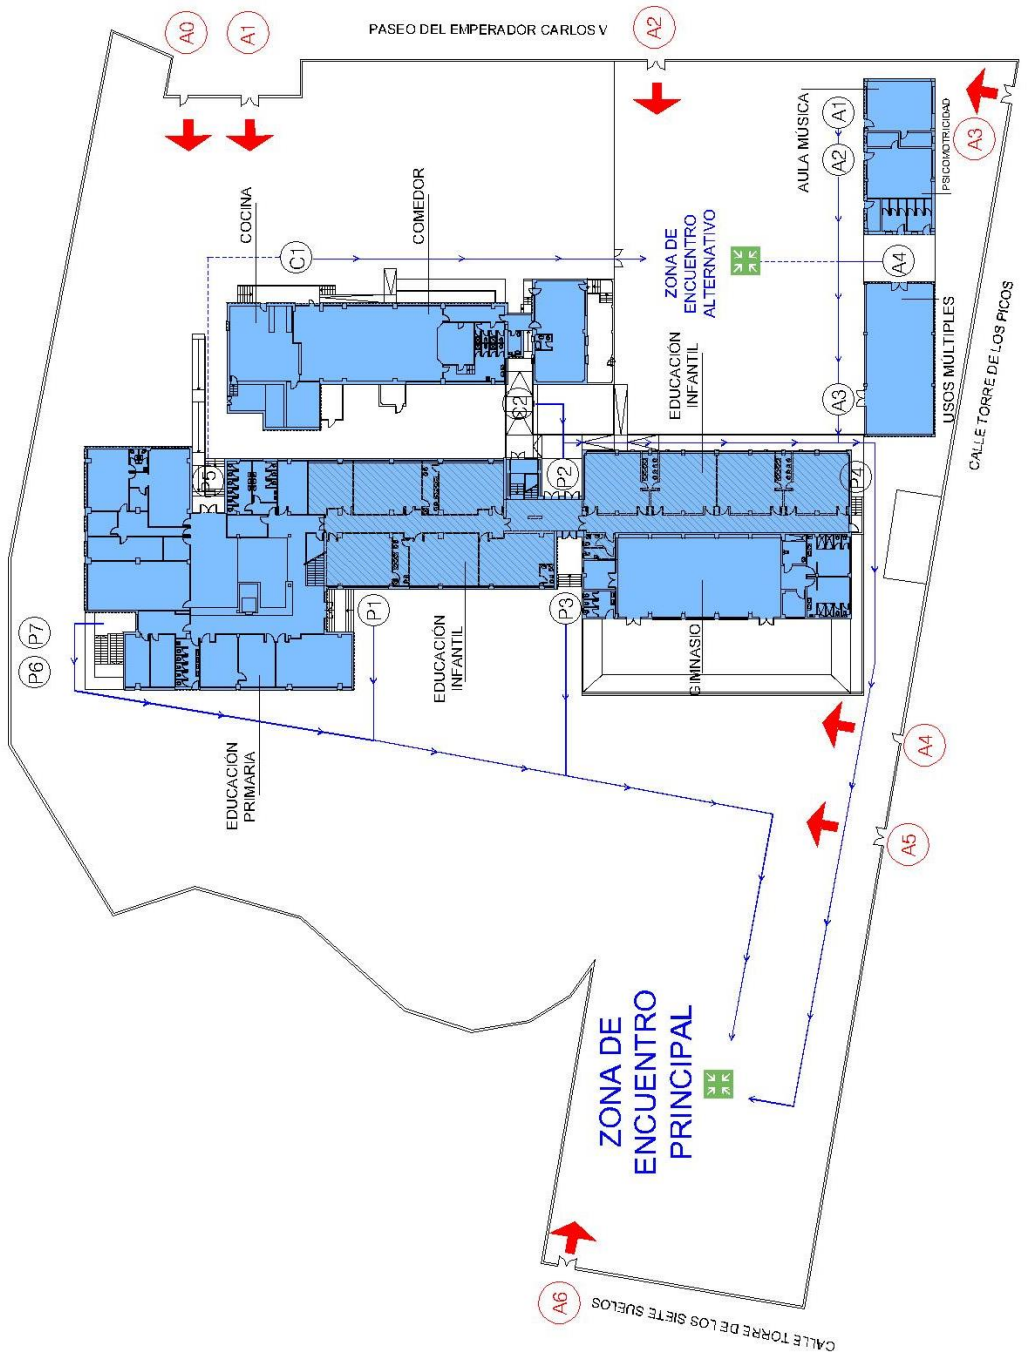 A0
A1
PASEO DEL EMPERADOR CARLOS V
A2
A3
AULA MÚSICA
A1
A2
PSICOMOTRICIDAD
COCINA
COMEDOR
C1
ZONA DE
ENCUENTRO
ALTERNATIVO
A4
USOS MÚLTIPLES
CALLE TORRE DE LOS PICOS
EDUCACIÓN
INFANTIL
A3
C2
P5
P2
P4
P6
P7
P1
P3
EDUCACIÓN
INFANTIL
GIMNASIO
EDUCACIÓN
PRIMARIA
A4
A5
ZONA DE
ENCUENTRO
PRINCIPAL
A6
CALLE TORRE DE LOS SIETE SUELOS